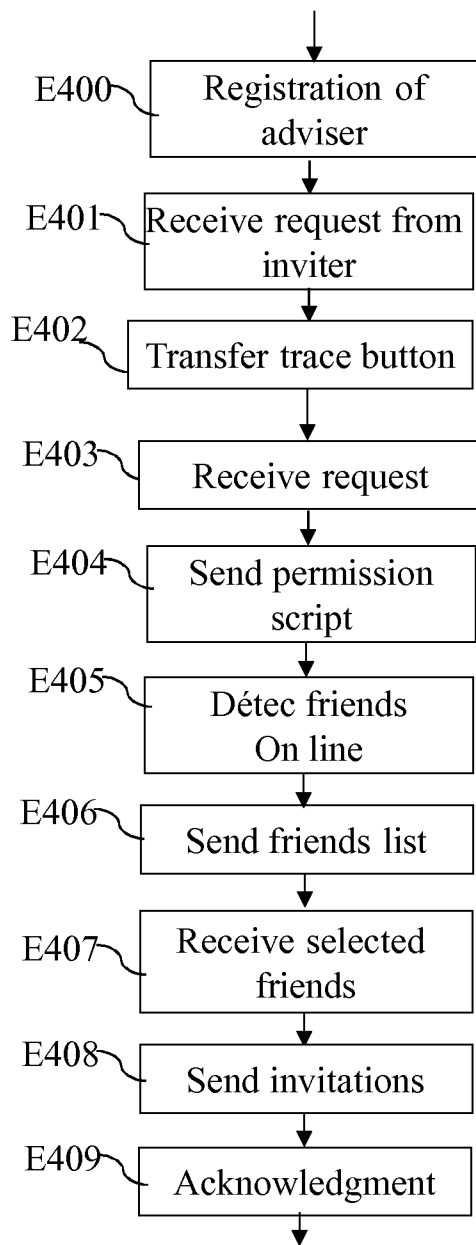 E400
Registration of
adviser
E401
Receive request from
inviter
E402
Transfer trace button
E403
Receive request
E404
Send permission
script
E405
Détec friends
On line
E406
Send friends list
E407
Receive selected
friends
E408
Send invitations
E409
Acknowledgment